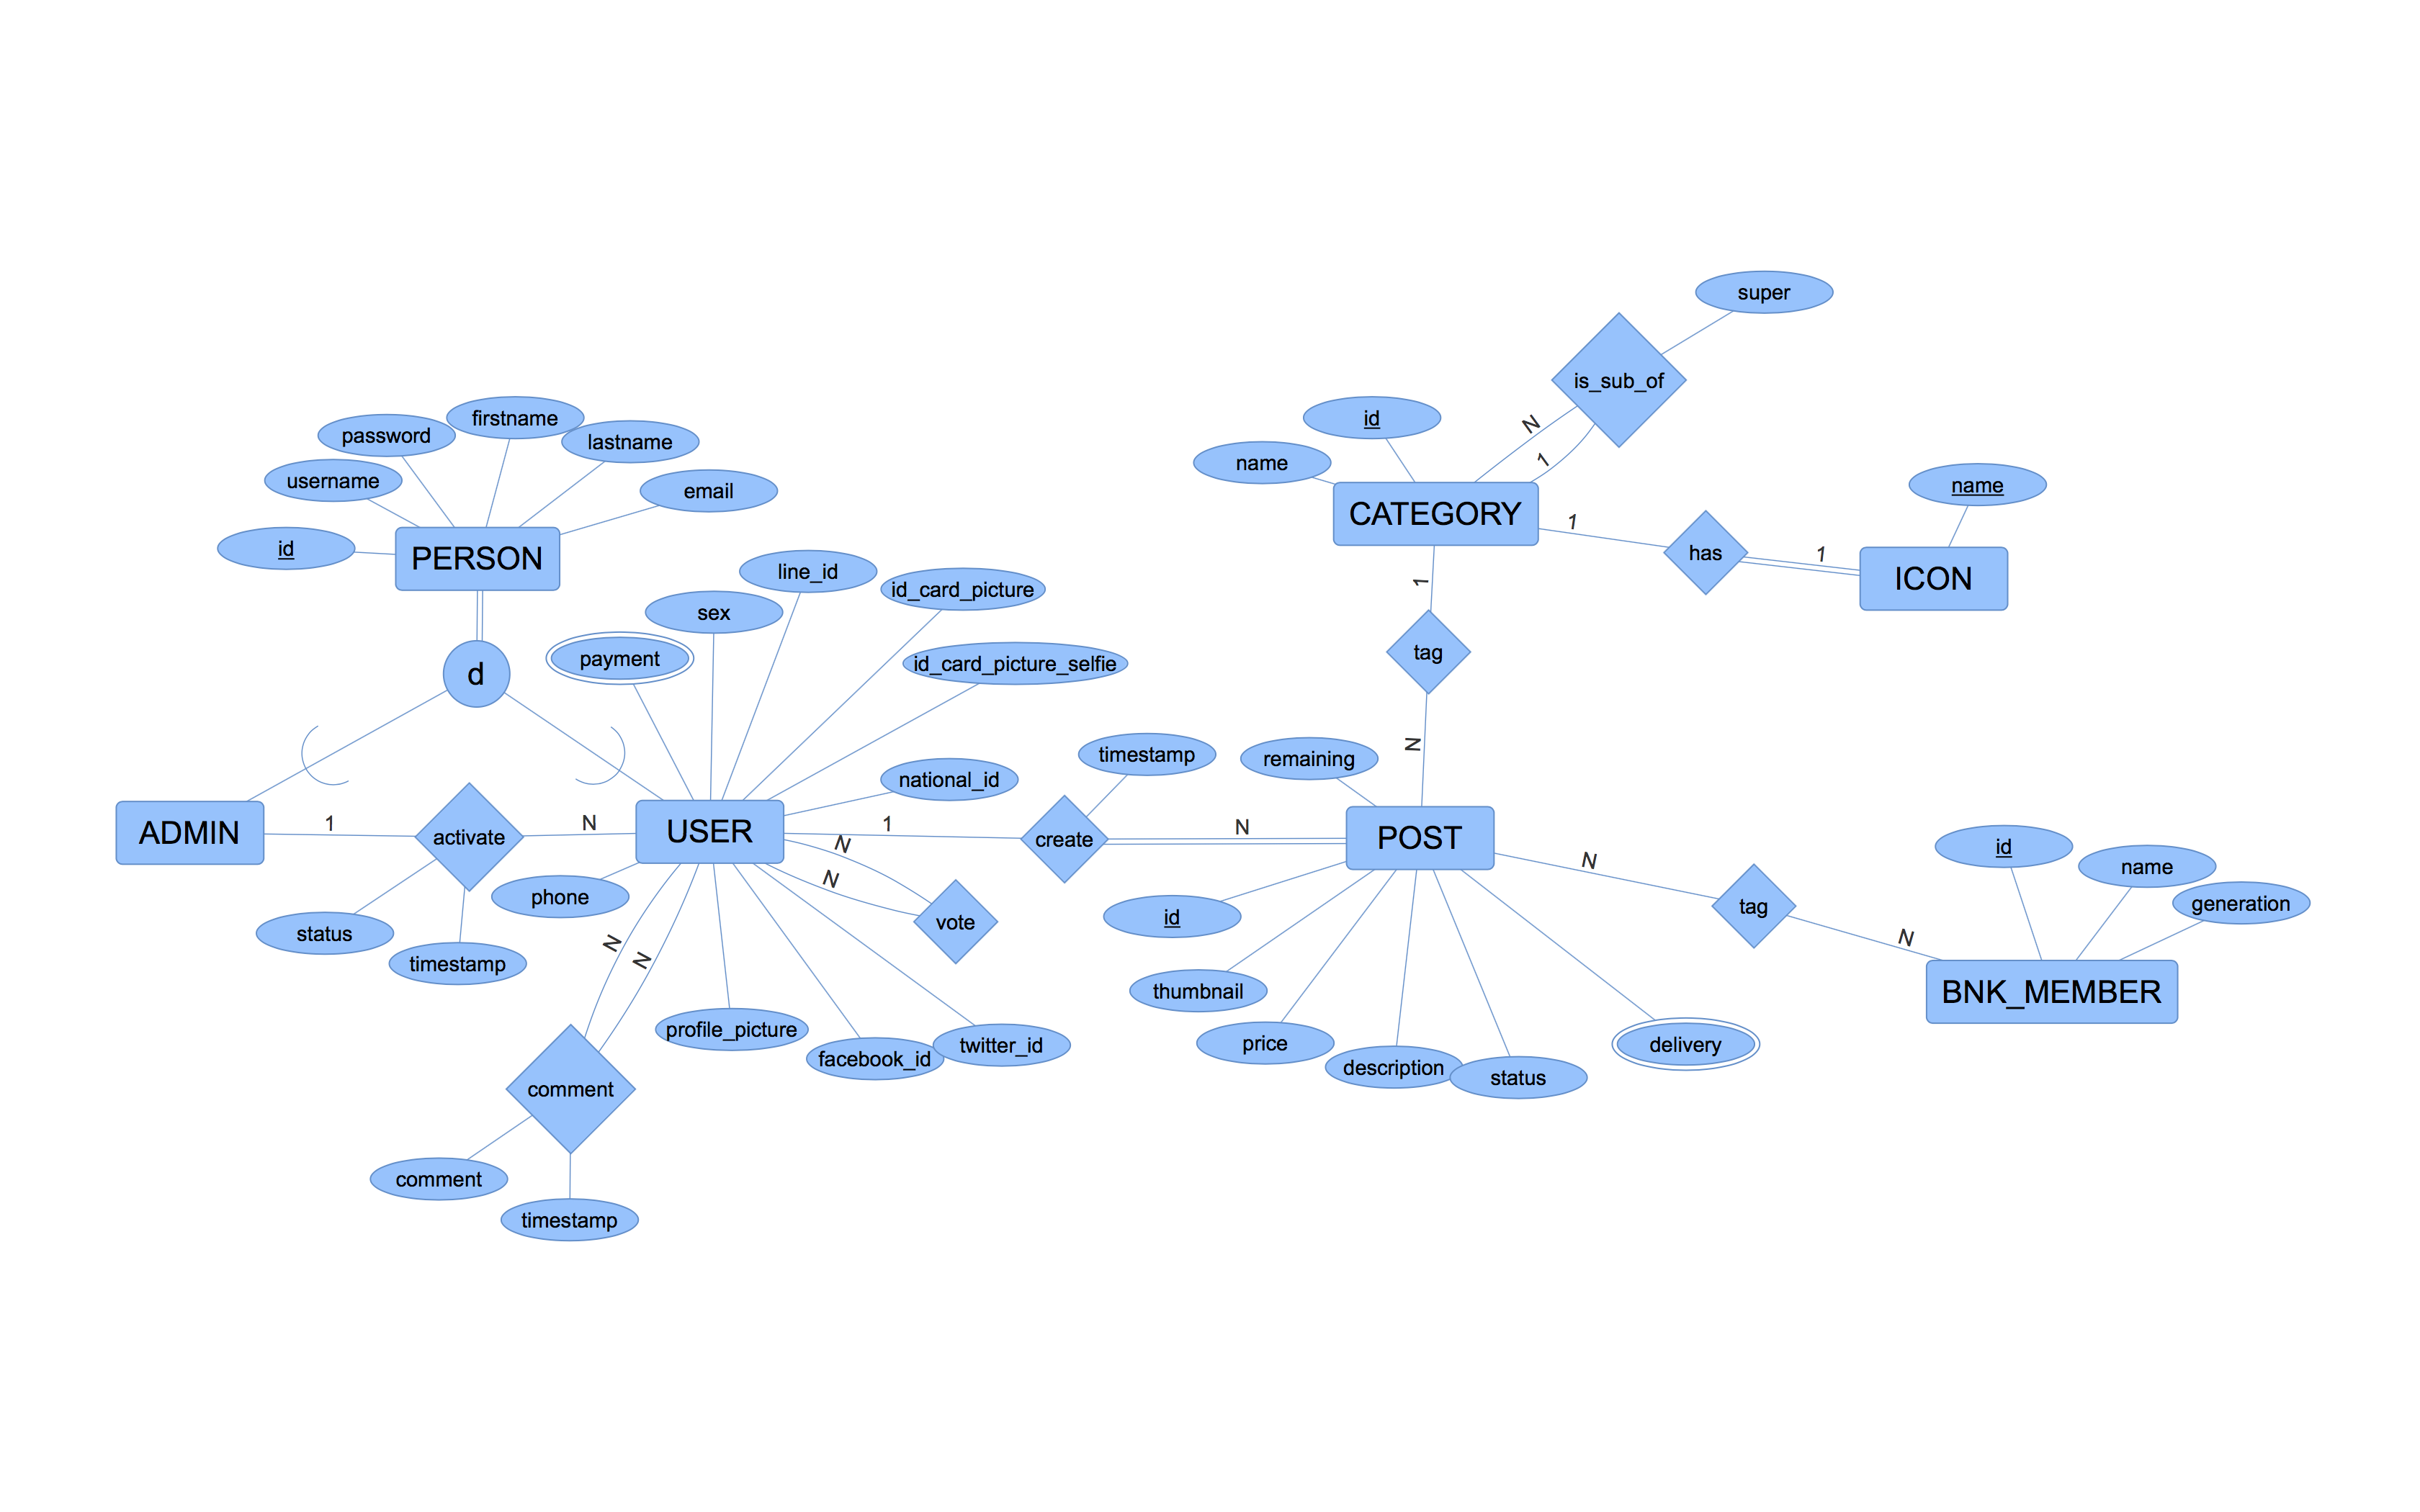 super
is_sub_of
N
1
id
name
CATEGORY
1
has
1
name
ICON
firstname
password
lastname
username
email
id
PERSON
d
line_id
id_card_picture
sex
payment
id_card_picture_selfie
national_id
1
tag
N
timestamp
remaining
ADMIN
1
activate
N
USER
1
create
N
POST
N
N
vote
phone
status
timestamp
N
N
profile_picture
facebook_id
twitter_id
comment
comment
timestamp
id
thumbnail
price
description
status
delivery
N
tag
N
id
name
generation
BNK_MEMBER